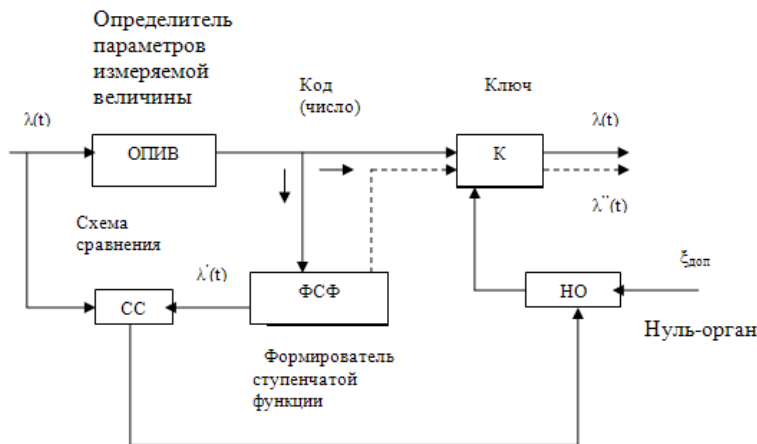 Определитель
параметров
измеряемой
величины
Код
(число)
Ключ
λ(t)
ОПИВ
К
λ(t)
λ''(t)
Схема
сравнения
λ'(t)
ФСФ
СС
НО
ξдоп
Нуль-орган
Формирователь
ступенчатой
функции